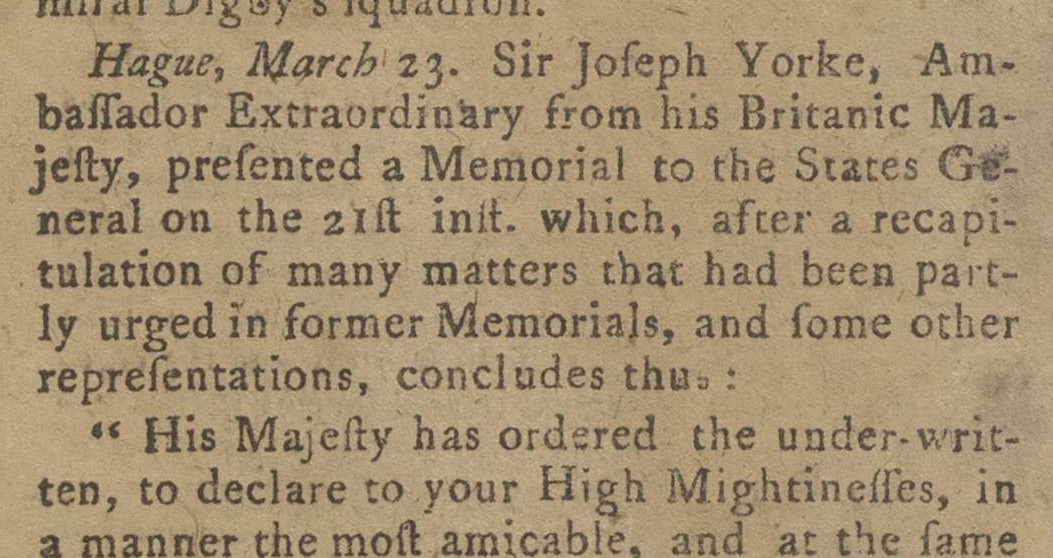 miral Digby's ſquadron.
Hague, March 23. Sir Joſeph Yorke, Am-
baſſador Extraordinary from his Britanic Ma-
jeſty, preſented a Memorial to the States Ge-
neral on the 21ſt inſt. which, after a recapi-
tulation of many matters that had been part-
ly urged in former Memorials, and ſome other
repreſentations, concludes thus:
“ His Majeſty has ordered the under-writ-
ten, to declare to your High Mightineſſes, in
a manner the moſt amicable, and at the ſame